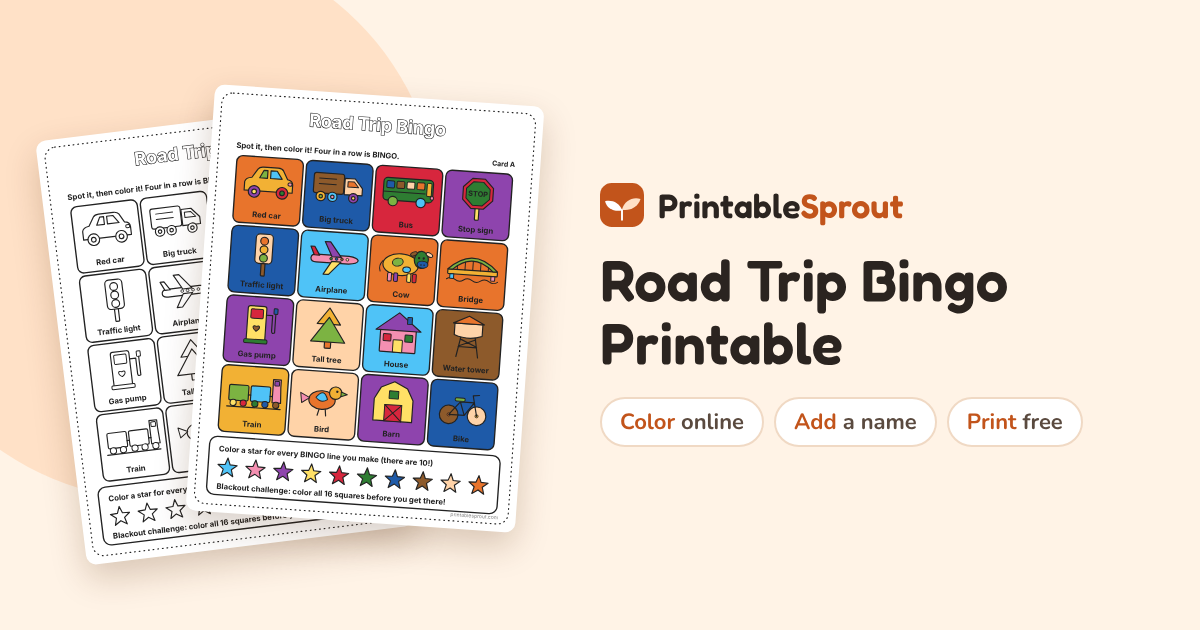 Road Trip Bingo
Spot it, then color it! Four in a row is BINGO.
Card A
Red car
Big truck
Bus
Stop sign
STOP
Traffic light
Airplane
Cow
Bridge
Gas pump
Tall tree
House
Water tower
Train
Bird
Barn
Bike
Color a star for every BINGO line you make (there are 10!)
Blackout challenge: color all 16 squares before you get there!
printablesprout.com
Road Trip
Spot it, then color it! Four in a row is
Red car
Big truck
Traffic light
Airplan
Gas pump
Tall
Train
Color a star for every
Blackout challenge: color all 16 squares
PrintableSprout
Road Trip Bingo
Printable
Color online
Add a name
Print free